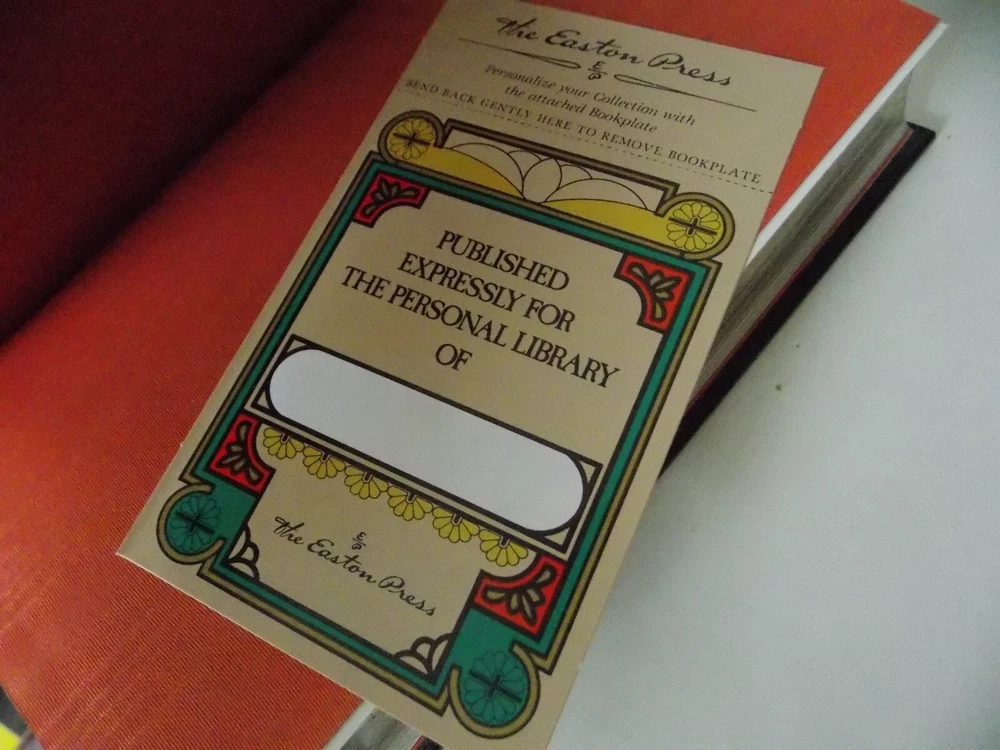 The Easton Press
E
P
Personalize your Collection with
the attached Bookplate
BEND BACK GENTLY HERE TO REMOVE BOOKPLATE
PUBLISHED
EXPRESSLY FOR
THE PERSONAL LIBRARY
OF
E
P
The Easton Press